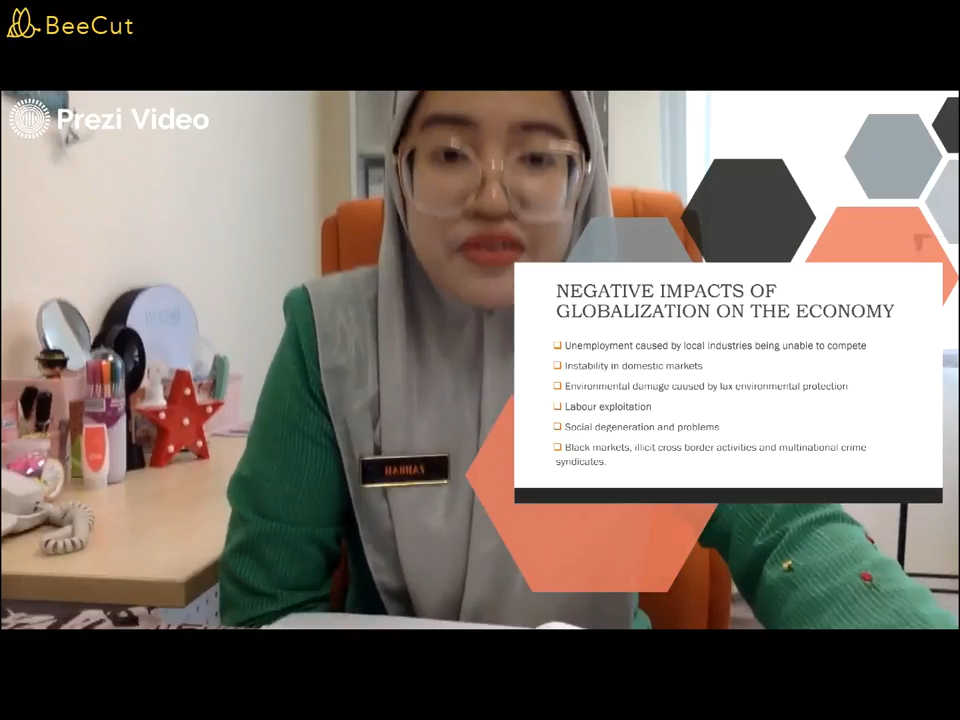 BeeCut
Prezi Video
NEGATIVE IMPACTS OF
GLOBALIZATION ON THE ECONOMY
Unemployment caused by local industries being unable to compete
Instability in domestic markets
Environmental damage caused by lax environmental protection
Labour exploitation
Social degeneration and problems
Black markets, illicit cross border activities and multinational crime
syndicates.
HANNAS